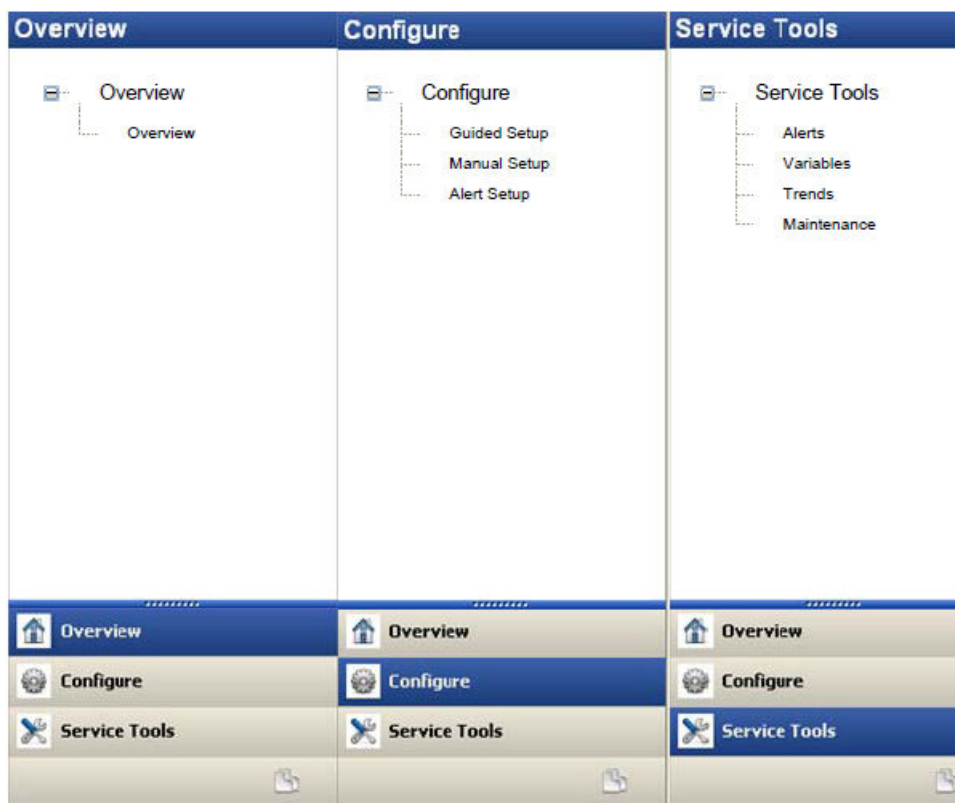 Overview
Overview
Overview
Overview
Configure
Service Tools
Configure
Configure
Guided Setup
Manual Setup
Alert Setup
Overview
Configure
Service Tools
Service Tools
Service Tools
Alerts
Variables
Trends
Maintenance
Overview
Configure
Service Tools